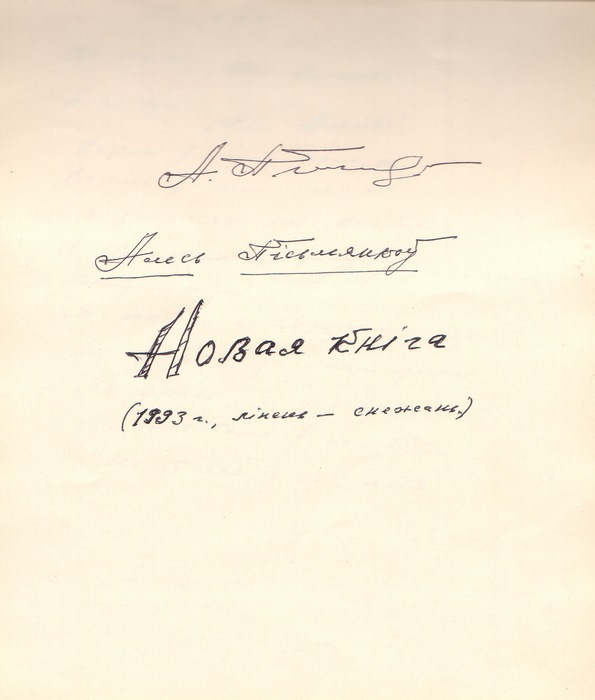 А.
Алесь Пісьмянкоў
Новая кніга
(1993 г., ліпень – снежань.)